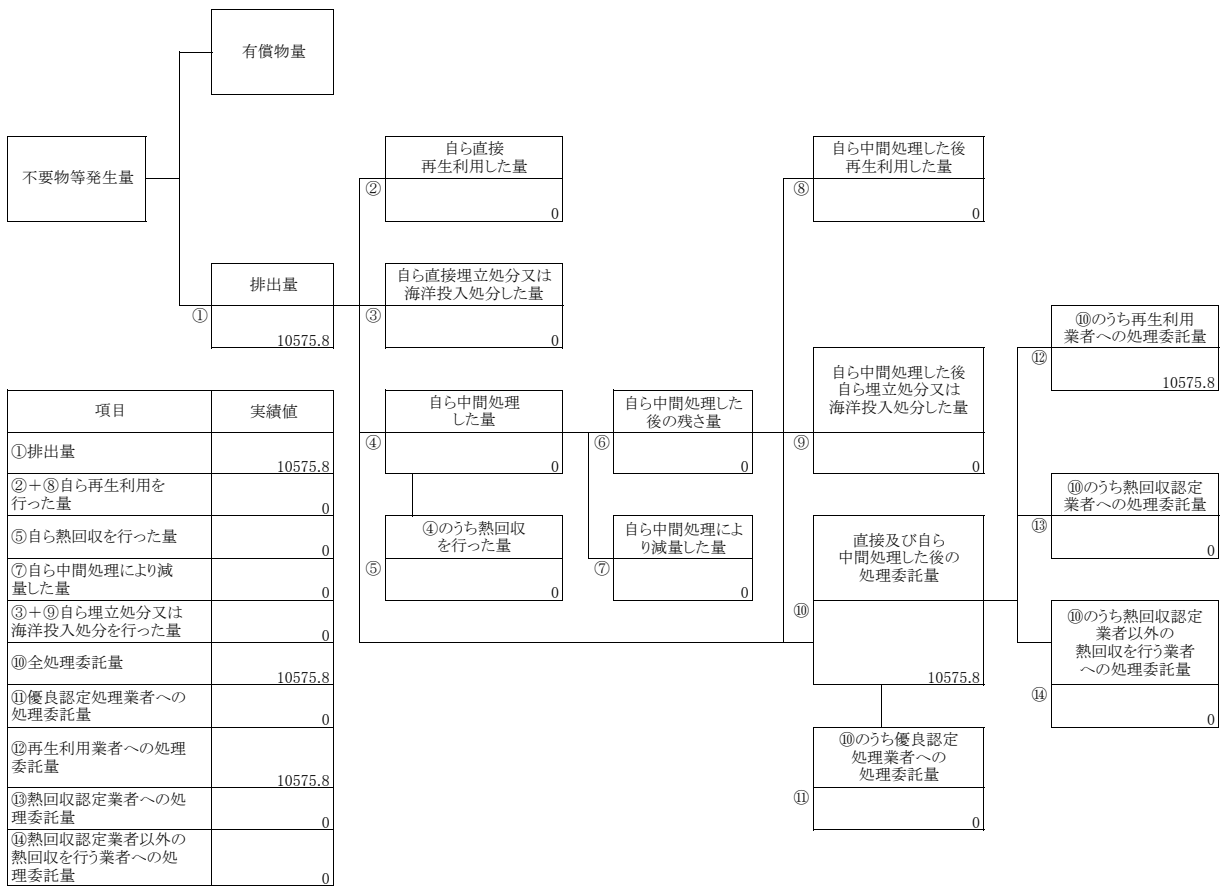 有償物量
不要物等発生量
自ら直接
再生利用した量
②
0
自ら中間処理した後
再生利用した量
⑧
0
排出量
①
10575.8
自ら直接埋立処分又は
海洋投入処分した量
③
0
⑩のうち再生利用
業者への処理委託量
⑫
10575.8
自ら中間処理
した量
④
0
自ら中間処理した
後の残さ量
⑥
0
自ら中間処理した後
自ら埋立処分又は
海洋投入処分した量
⑨
0
⑩のうち熱回収認定
業者への処理委託量
⑬
0
④のうち熱回収
を行った量
⑤
0
自ら中間処理によ
り減量した量
⑦
0
直接及び自ら
中間処理した後の
処理委託量
⑩
10575.8
⑩のうち熱回収認定
業者以外の
熱回収を行う業者
への処理委託量
⑭
0
⑩のうち優良認定
処理業者への
処理委託量
⑪
0
項目 実績値
①排出量
10575.8
②+⑧自ら再生利用を
行った量
0
⑤自ら熱回収を行った量
0
⑦自ら中間処理により減
量した量
0
③+⑨自ら埋立処分又は
海洋投入処分を行った量
0
⑩全処理委託量
10575.8
⑪優良認定処理業者への
処理委託量
0
⑫再生利用業者への処理
委託量
10575.8
⑬熱回収認定業者への処
理委託量
0
⑭熱回収認定業者以外の
熱回収を行う業者への処
理委託量
0